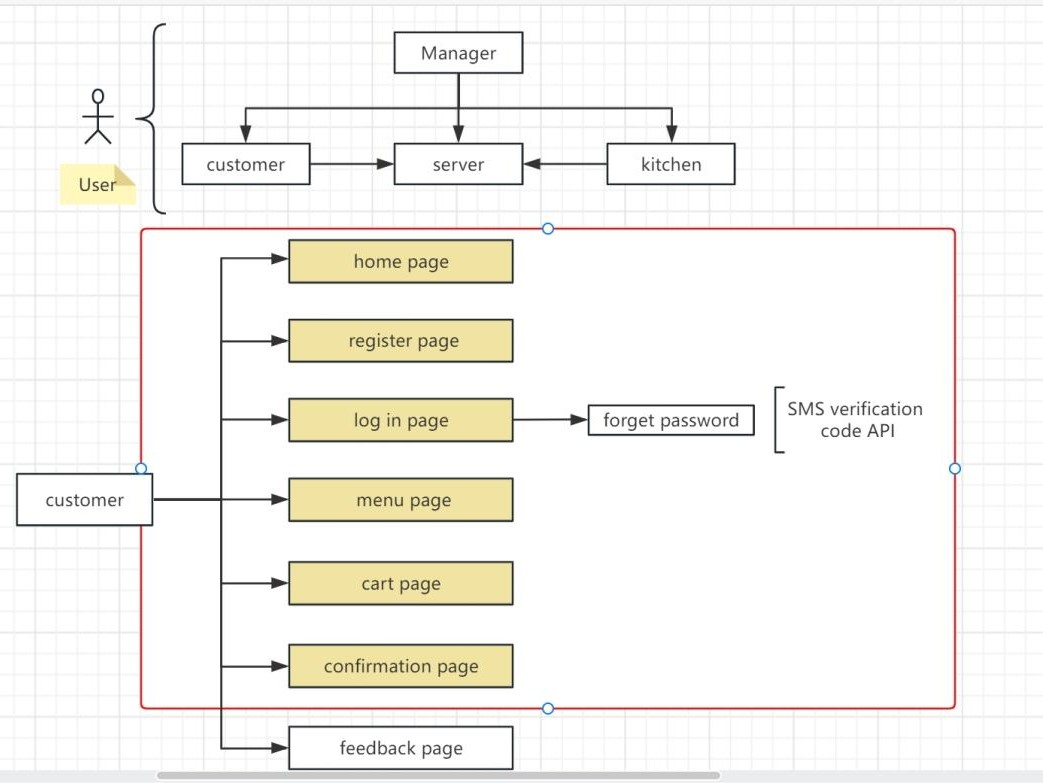 Manager
customer
server
kitchen
User
home page
register page
log in page
forget password
SMS verification
code API
customer
menu page
cart page
confirmation page
feedback page